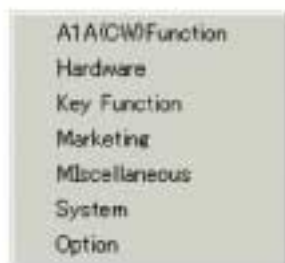 A1A(CW)Function
Hardware
Key Function
Marketing
MIscellaneous
System
Option